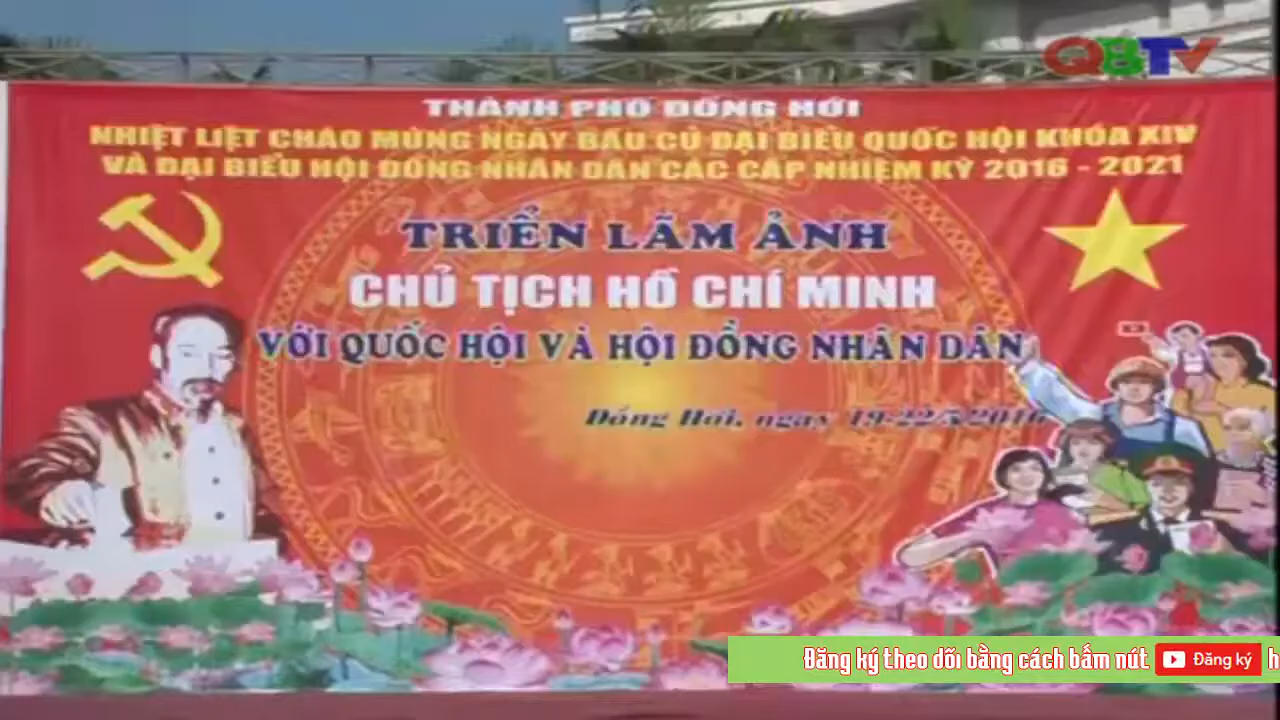 QBTV
THÀNH PHỐ ĐỒNG HỚI
NHIỆT LIỆT CHÀO MỪNG NGÀY BẦU CỬ ĐẠI BIỂU QUỐC HỘI KHÓA XIV
VÀ ĐẠI BIỂU HỘI ĐỒNG NHÂN DÂN CÁC CẤP NHIỆM KỲ 2016 - 2021
TRIỂN LÃM ẢNH
CHỦ TỊCH HỒ CHÍ MINH
VỚI QUỐC HỘI VÀ HỘI ĐỒNG NHÂN DÂN
Đồng Hới, ngày 19-22/5/2016
Đăng ký theo dõi bằng cách bấm nút Đăng ký h